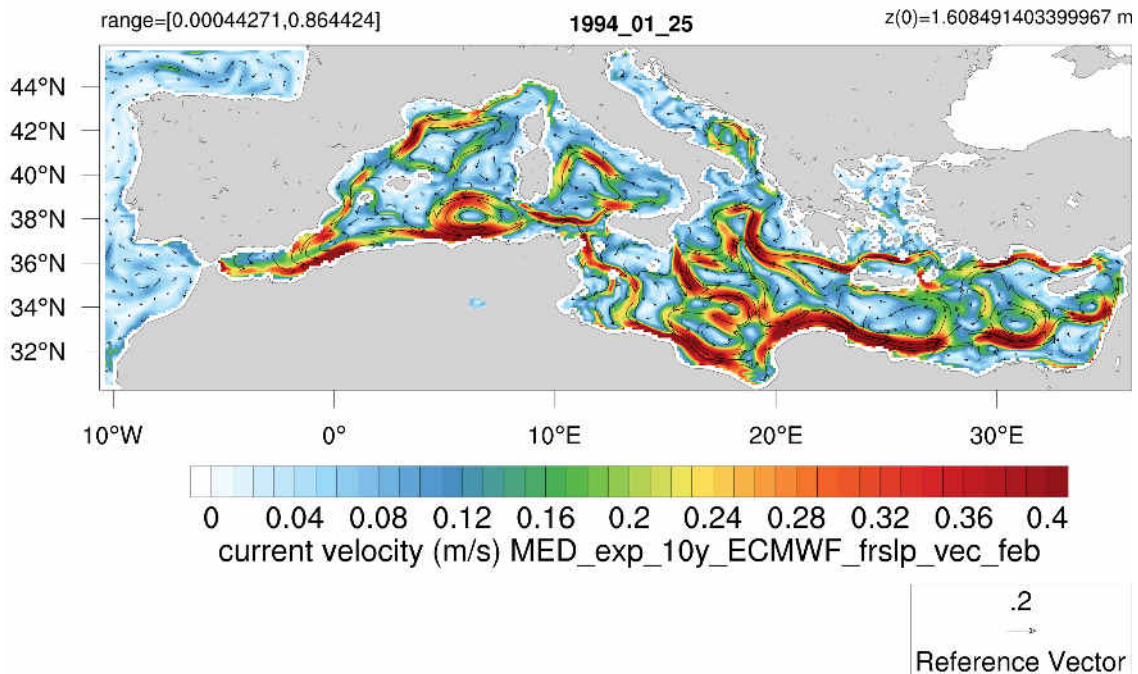 range=[0.00044271,0.864424]
1994_01_25
z(0)=1.608491403399967 m
44°N
42°N
40°N
38°N
36°N
34°N
32°N
10°W
0°
10°E
20°E
30°E
0 0.04 0.08 0.12 0.16 0.2 0.24 0.28 0.32 0.36 0.4
current velocity (m/s) MED_exp_10y_ECMWF_frslp_vec_feb
.2
Reference Vector